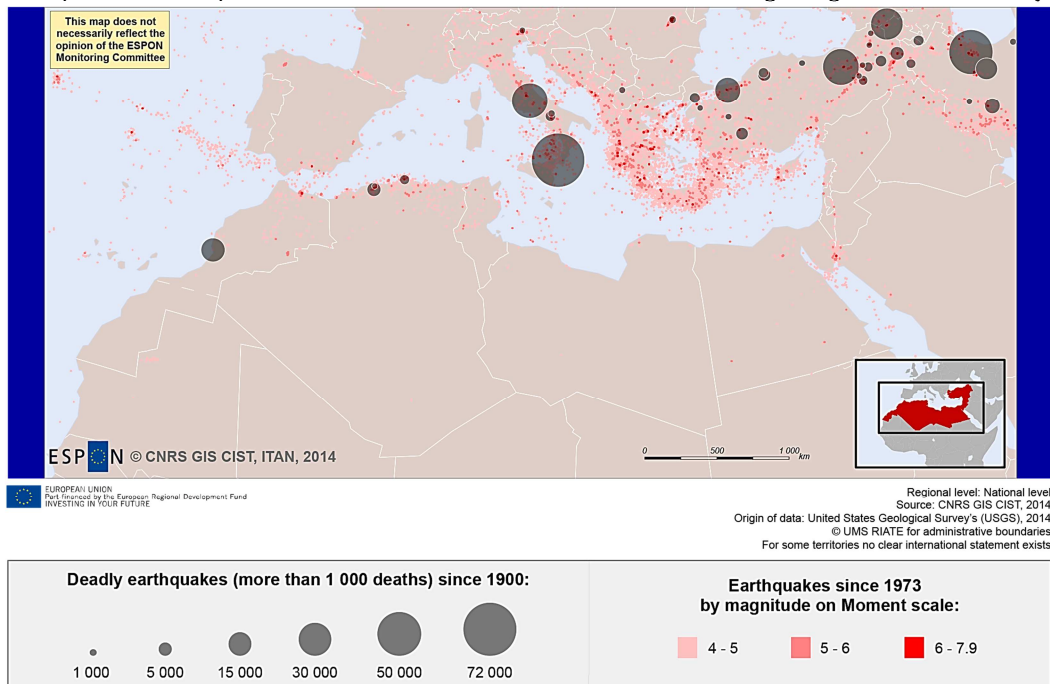 This map does not
necessarily reflect the
opinion of the ESPON
Monitoring Committee
0 500 1 000 km
ESPON © CNRS GIS CIST, ITAN, 2014
EUROPEAN UNION
Part-financed by the European Regional Development Fund
INVESTING IN YOUR FUTURE
Regional level: National level
Source: CNRS GIS CIST, 2014
Origin of data: United States Geological Survey's (USGS), 2014
© UMS RIATE for administrative boundaries
For some territories no clear international statement exists
Deadly earthquakes (more than 1 000 deaths) since 1900:
1 000 5 000 15 000 30 000 50 000 72 000
Earthquakes since 1973
by magnitude on Moment scale:
4 - 5 5 - 6 6 - 7.9